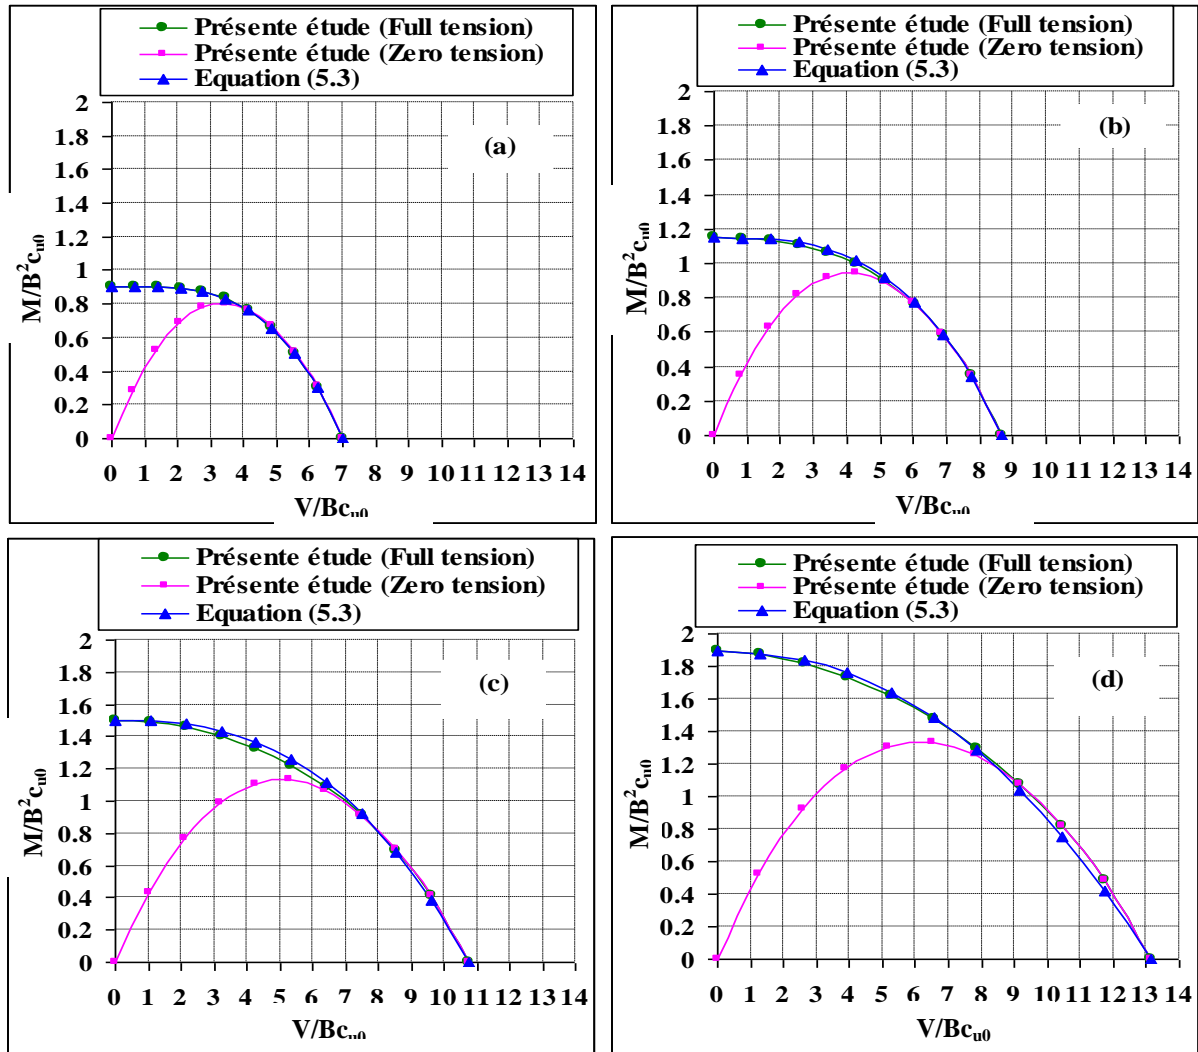 Présente étude (Full tension)
Présente étude (Zero tension)
Equation (5.3)
(a)
2
1.8
1.6
1.4
1.2
1
0.8
0.6
0.4
0.2
0
M/B²cu0
0 1 2 3 4 5 6 7 8 9 10 11 12 13 14
V/Bcu0
Présente étude (Full tension)
Présente étude (Zero tension)
Equation (5.3)
(b)
2
1.8
1.6
1.4
1.2
1
0.8
0.6
0.4
0.2
0
M/B²cu0
0 1 2 3 4 5 6 7 8 9 10 11 12 13 14
V/Bcu0
Présente étude (Full tension)
Présente étude (Zero tension)
Equation (5.3)
(c)
2
1.8
1.6
1.4
1.2
1
0.8
0.6
0.4
0.2
0
M/B²cu0
0 1 2 3 4 5 6 7 8 9 10 11 12 13 14
V/Bcu0
Présente étude (Full tension)
Présente étude (Zero tension)
Equation (5.3)
(d)
2
1.8
1.6
1.4
1.2
1
0.8
0.6
0.4
0.2
0
M/B²cu0
0 1 2 3 4 5 6 7 8 9 10 11 12 13 14
V/Bcu0